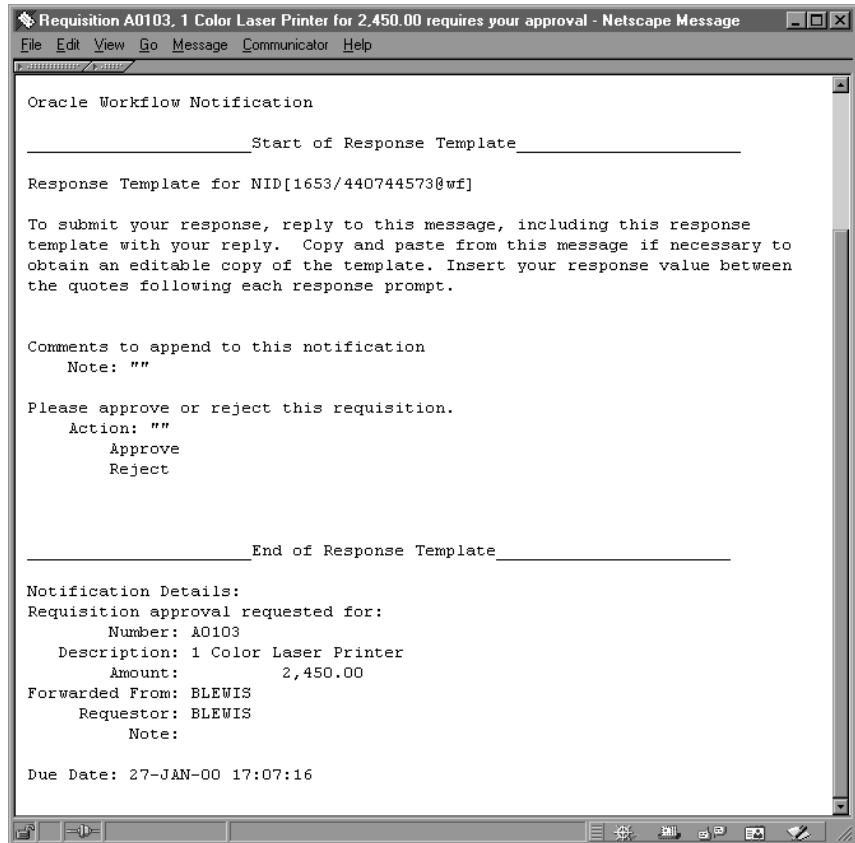 Requisition A0103, 1 Color Laser Printer for 2,450.00 requires your approval - Netscape Message
File Edit View Go Message Communicator Help
Oracle Workflow Notification
______________________Start of Response Template______________________
Response Template for NID[1653/440744573@wf]
To submit your response, reply to this message, including this response
template with your reply. Copy and paste from this message if necessary to
obtain an editable copy of the template. Insert your response value between
the quotes following each response prompt.
Comments to append to this notification
Note: ""
Please approve or reject this requisition.
Action: ""
Approve
Reject
______________________End of Response Template_______________________
Notification Details:
Requisition approval requested for:
Number: A0103
Description: 1 Color Laser Printer
Amount: 2,450.00
Forwarded From: BLEWIS
Requestor: BLEWIS
Note:
Due Date: 27-JAN-00 17:07:16